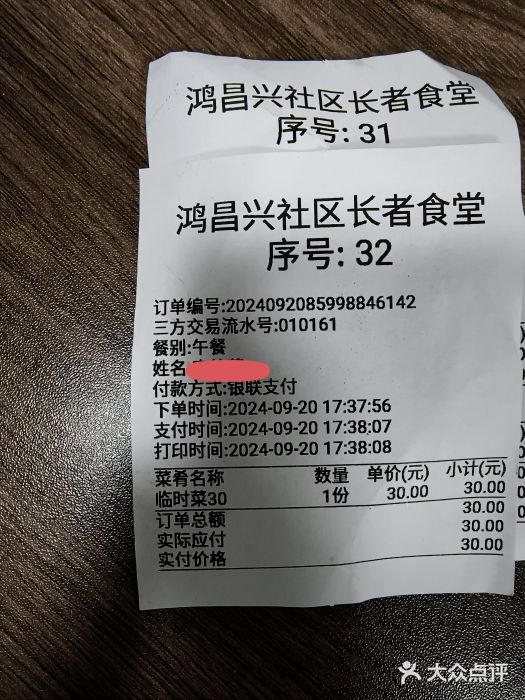 鸿昌兴社区长者食堂
序号: 31
鸿昌兴社区长者食堂
序号: 32
订单编号:2024092085998846142
三方交易流水号:010161
餐别:午餐
姓名
付款方式:银联支付
下单时间:2024-09-20 17:37:56
支付时间:2024-09-20 17:38:07
打印时间:2024-09-20 17:38:08
菜肴名称 数量 单价(元) 小计(元)
临时菜30 1份 30.00 30.00
订单总额 30.00
实际应付 30.00
实付价格 30.00
大众点评